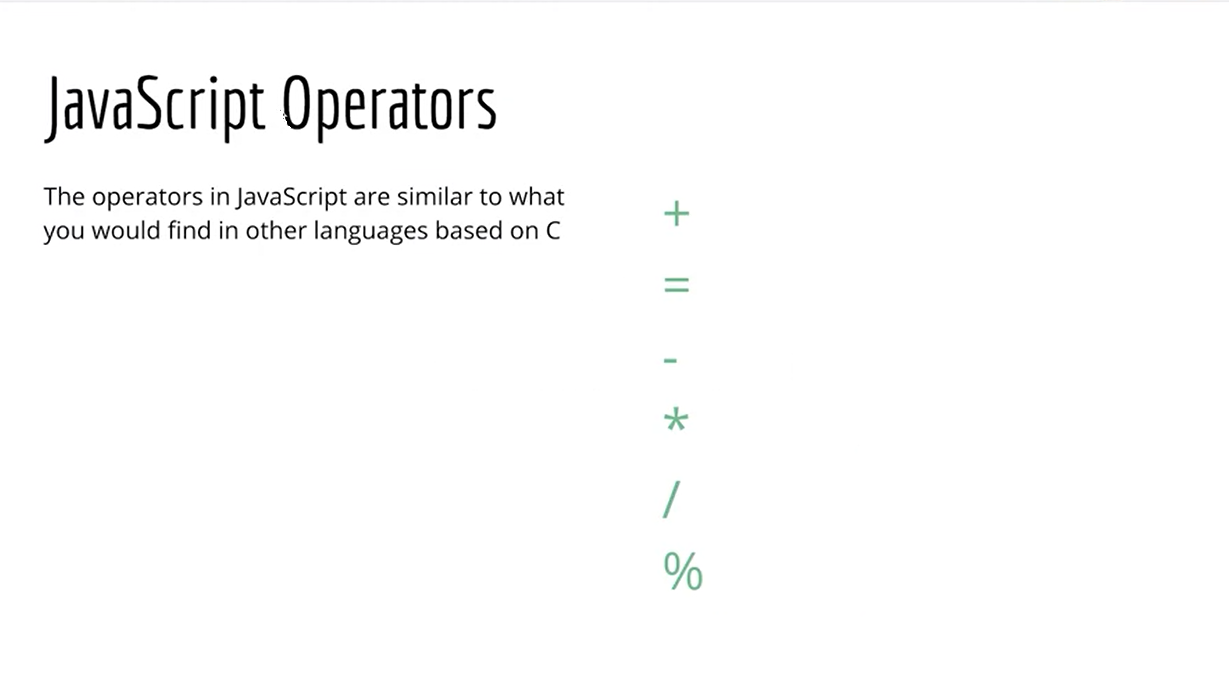 JavaScript Operators
The operators in JavaScript are similar to what
you would find in other languages based on C
+
=
-
*
/
%